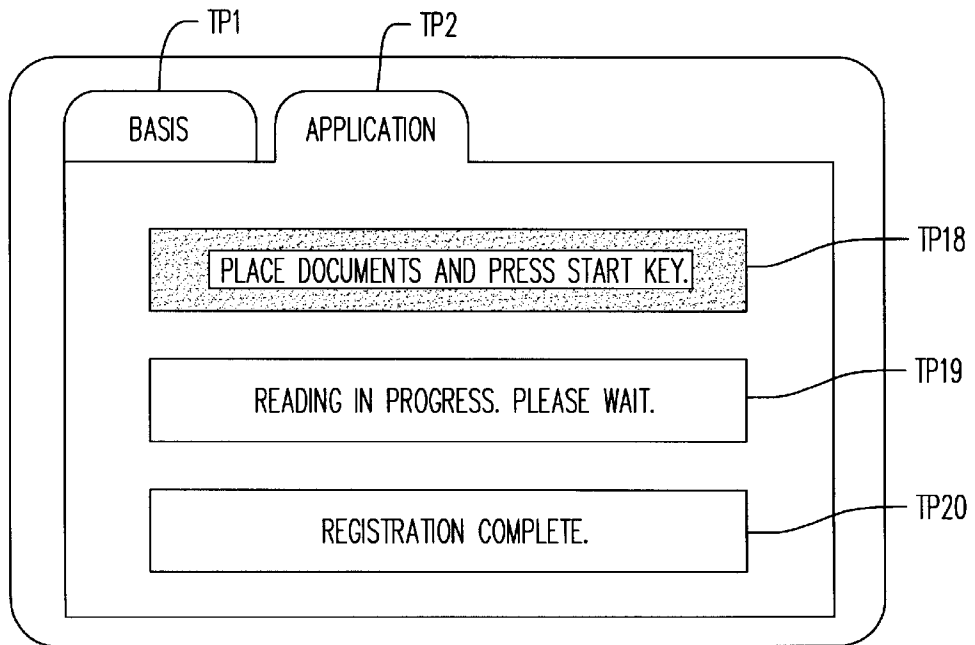 TP1
TP2
BASIS
APPLICATION
PLACE DOCUMENTS AND PRESS START KEY.
TP18
READING IN PROGRESS. PLEASE WAIT.
TP19
REGISTRATION COMPLETE.
TP20